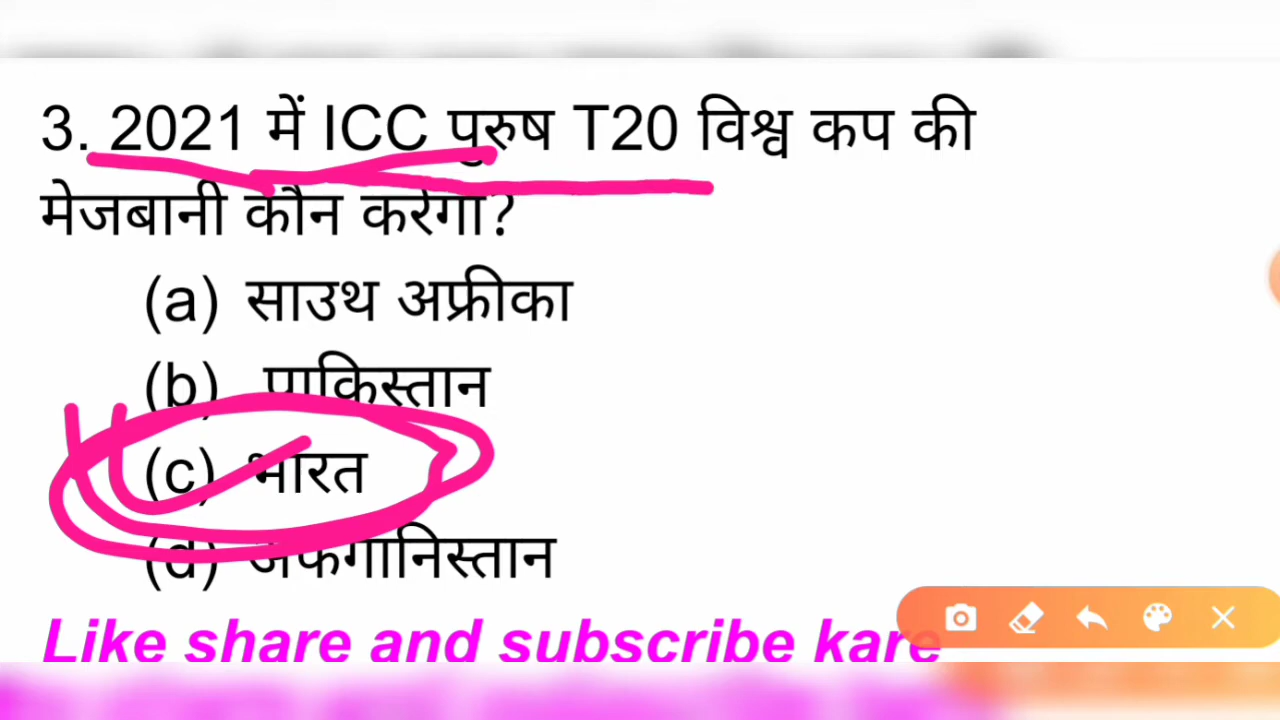 3. 2021 में ICC पुरुष T20 विश्व कप की
मेजबानी कौन करेगा?
(a) साउथ अफ्रीका
(b) पाकिस्तान
(c) भारत
(d) अफगानिस्तान
Like share and subscribe kare